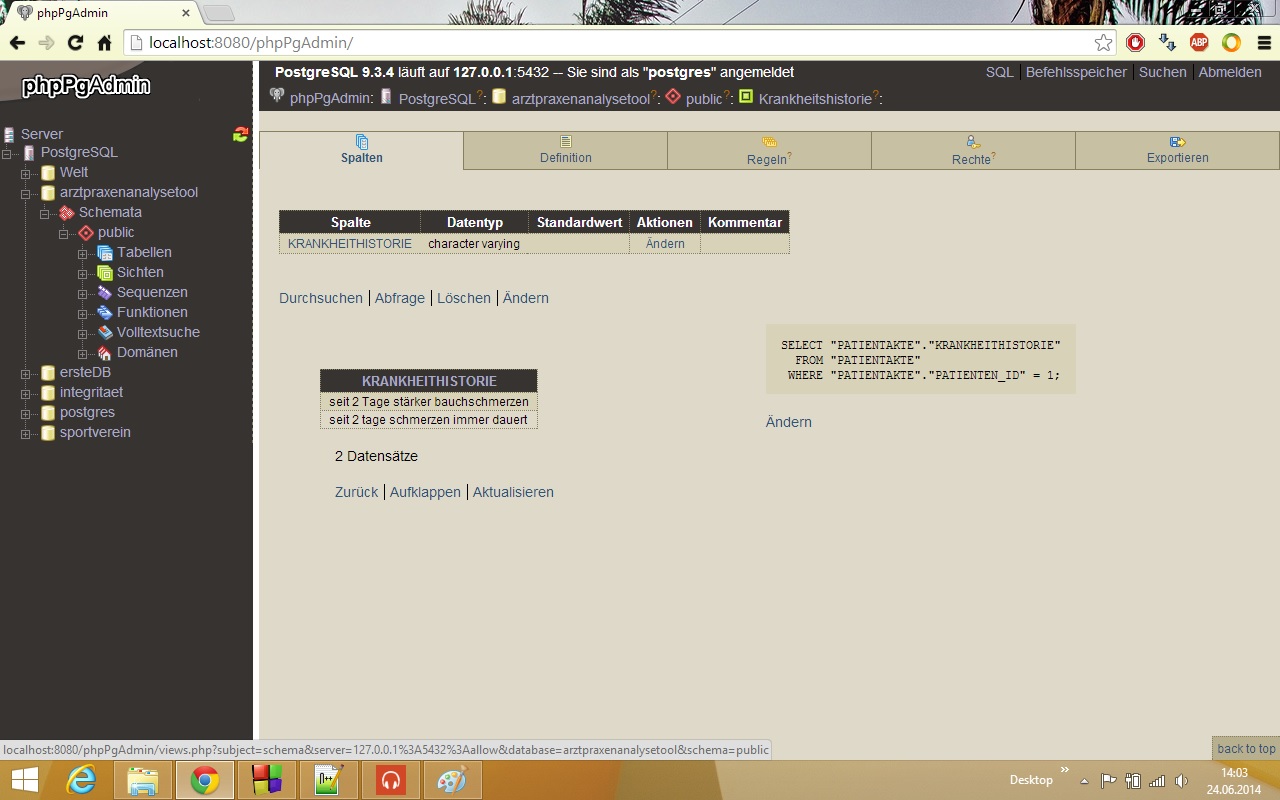 phpPgAdmin
localhost:8080/phpPgAdmin/
ABP
phpPgAdmin
PostgreSQL 9.3.4 läuft auf 127.0.0.1:5432 -- Sie sind als "postgres" angemeldet
SQL | Befehlsspeicher | Suchen | Abmelden
phpPgAdmin: PostgreSQL?: arztpraxenanalysetool?: public?: Krankheitshistorie?:
Server
PostgreSQL
Welt
arztpraxenanalysetool
Schemata
public
Tabellen
Sichten
Sequenzen
Funktionen
Volltextsuche
Domänen
ersteDB
integritaet
postgres
sportverein
Spalten Definition Regeln? Rechte? Exportieren
Spalte Datentyp Standardwert Aktionen Kommentar
KRANKHEITHISTORIE character varying Ändern
Durchsuchen | Abfrage | Löschen | Ändern
KRANKHEITHISTORIE
seit 2 Tage stärker bauchschmerzen
seit 2 tage schmerzen immer dauert
2 Datensätze
Zurück | Aufklappen | Aktualisieren
SELECT "PATIENTAKTE"."KRANKHEITHISTORIE"
FROM "PATIENTAKTE"
WHERE "PATIENTAKTE"."PATIENTEN_ID" = 1;
Ändern
localhost:8080/phpPgAdmin/views.php?subject=schema&server=127.0.0.1%3A5432%3Aallow&database=arztpraxenanalysetool&schema=public
back to top
Desktop
14:03
24.06.2014